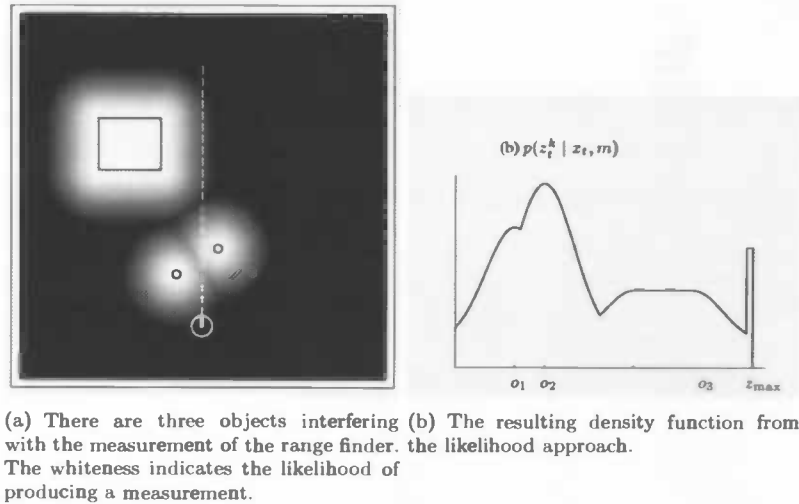 (b) p(z_t^k | x_t, m)
o₁ o₂ o₃ z_max
(a) There are three objects interfering
with the measurement of the range finder.
The whiteness indicates the likelihood of
producing a measurement.
(b) The resulting density function from
the likelihood approach.